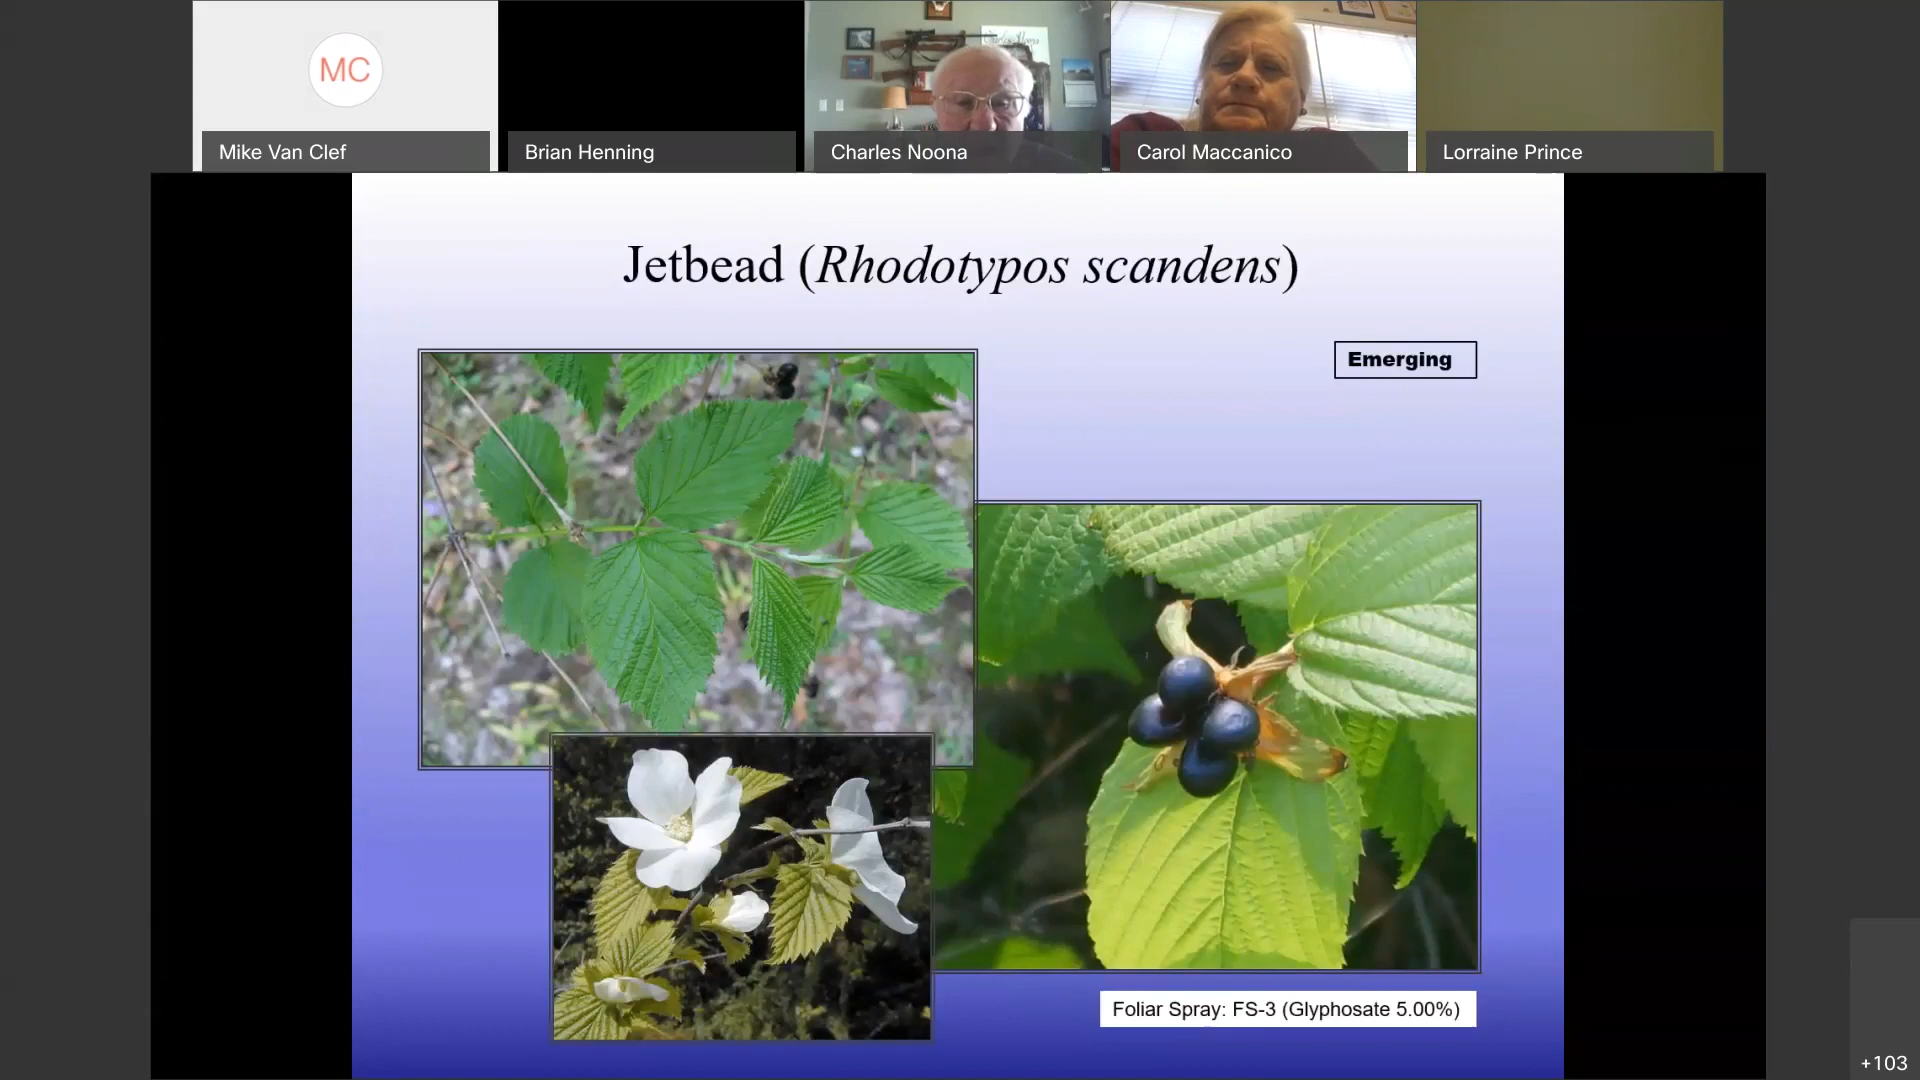 MC
Mike Van Clef
Brian Henning
Charles Noona
Carol Maccanico
Lorraine Prince
Jetbead (Rhodotypos scandens)
Emerging
Foliar Spray: FS-3 (Glyphosate 5.00%)
+103